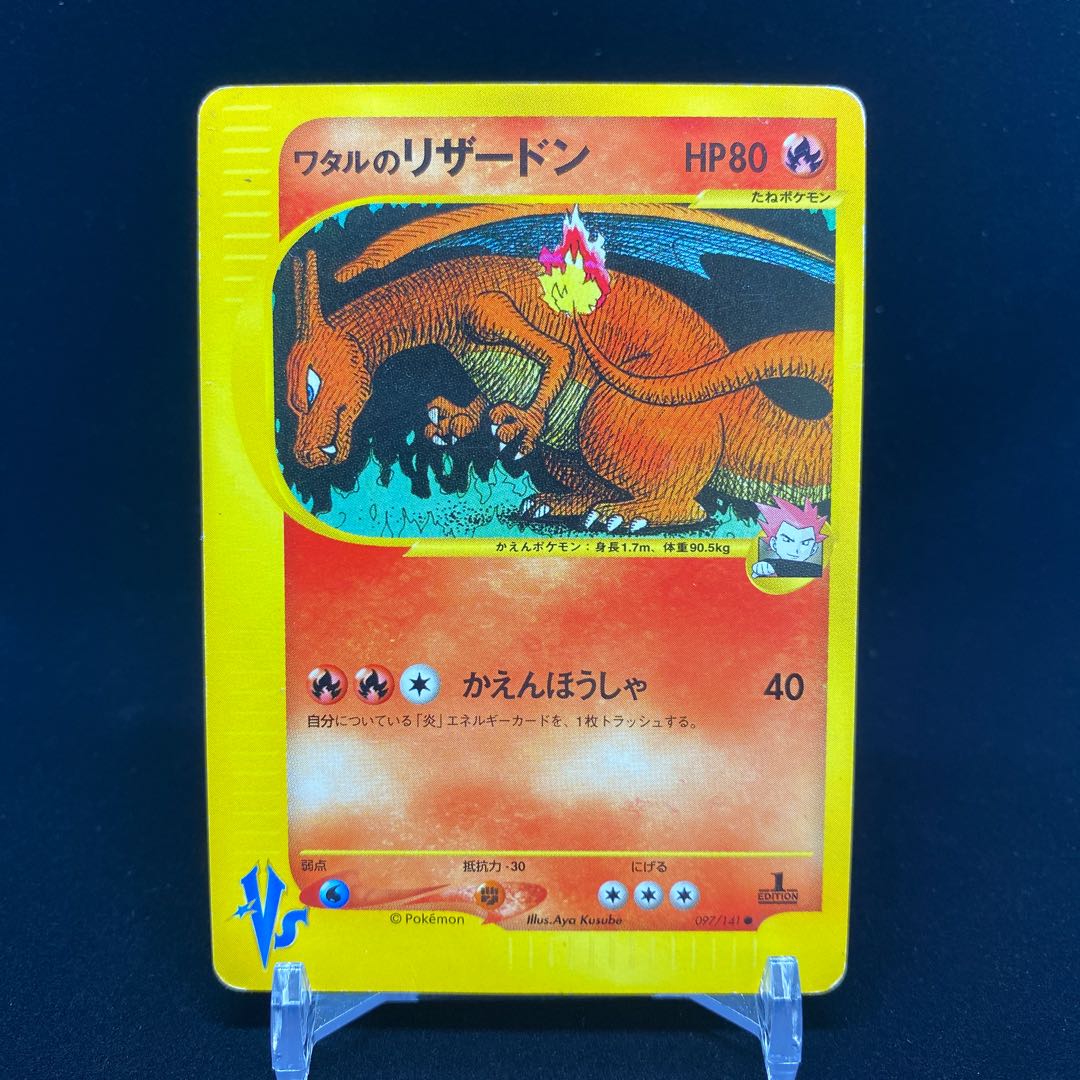 ワタルのリザードン HP80
たねポケモン
かえんポケモン：身長1.7m、体重90.5kg
かえんほうしゃ 40
自分についている「炎」エネルギーカードを、1枚トラッシュする。
弱点 抵抗力-30 にげる
1
EDITION
VS
© Pokémon Illus.Aya Kusube 097/141